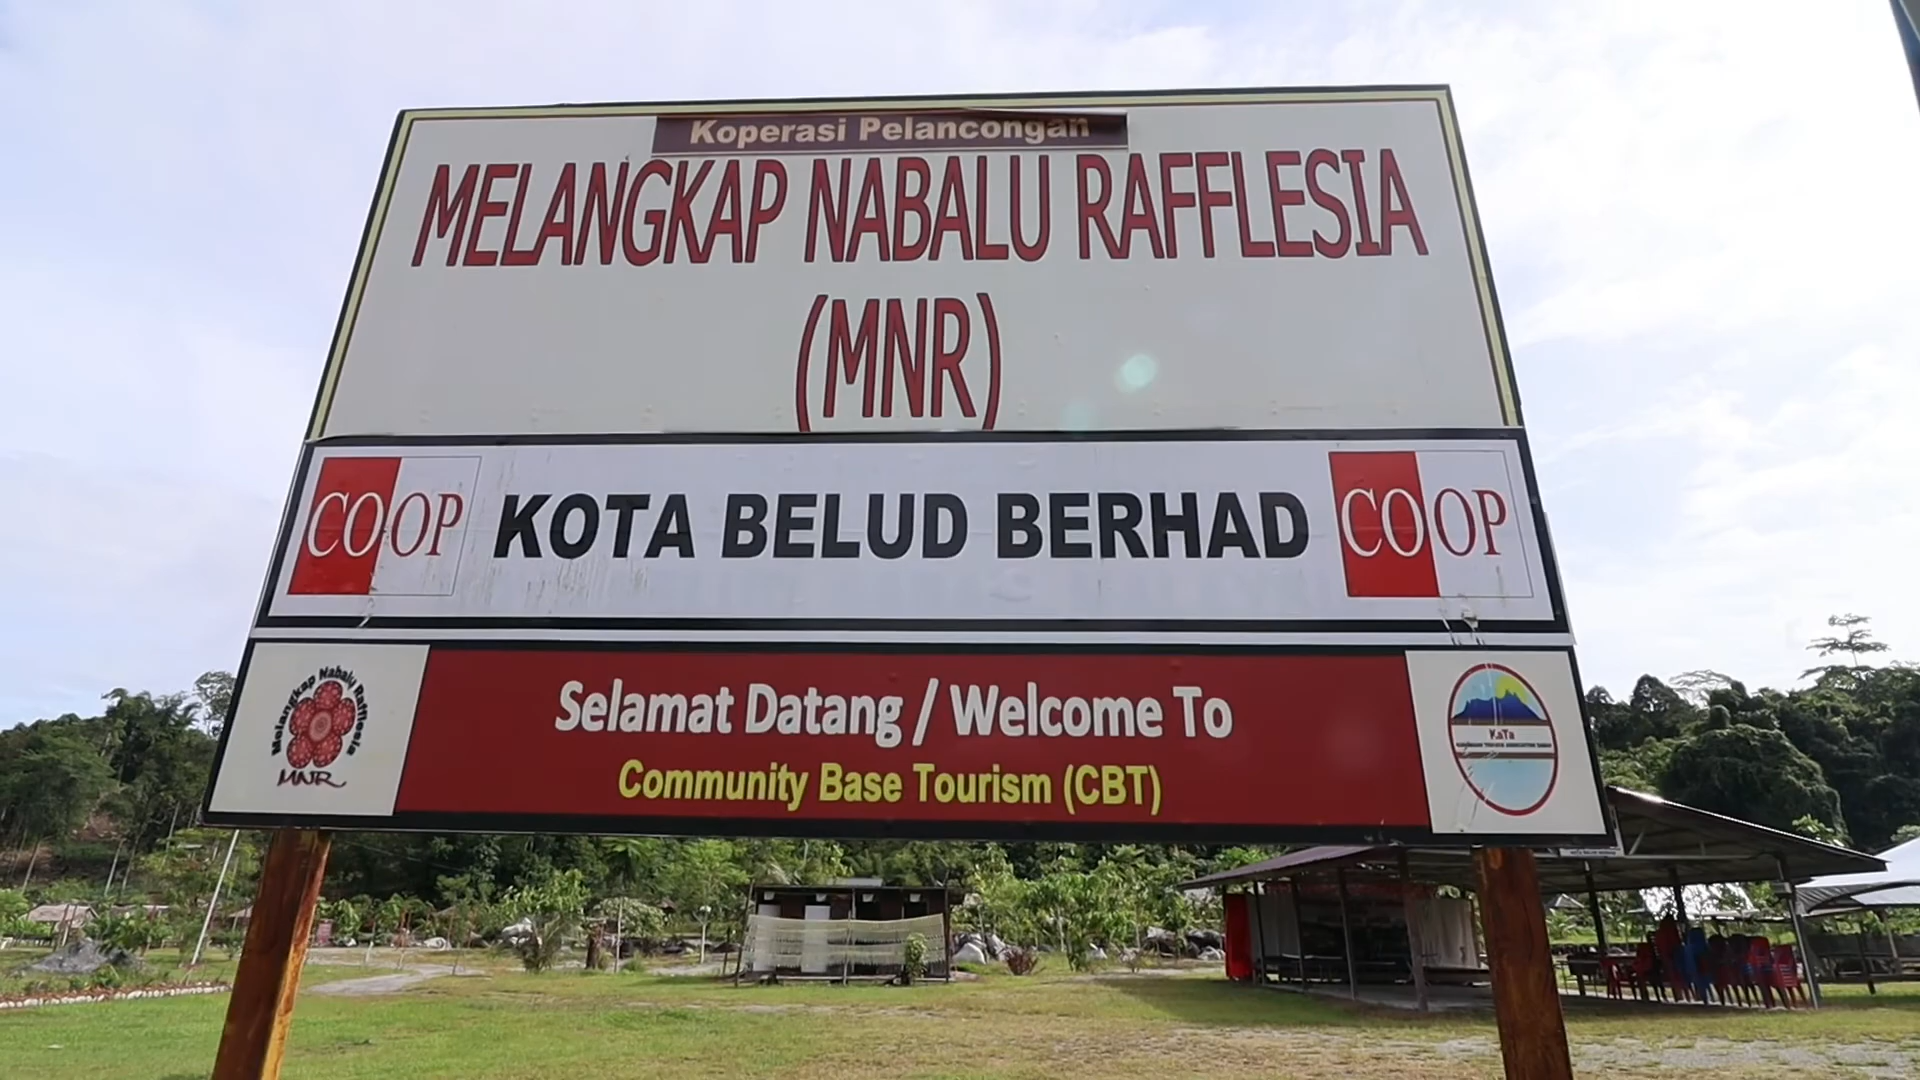 Koperasi Pelancongan
MELANGKAP NABALU RAFFLESIA
(MNR)
COOP
KOTA BELUD BERHAD
COOP
Melangkap Nabalu Rafflesia
MNR
Selamat Datang / Welcome To
Community Base Tourism (CBT)
KaTa